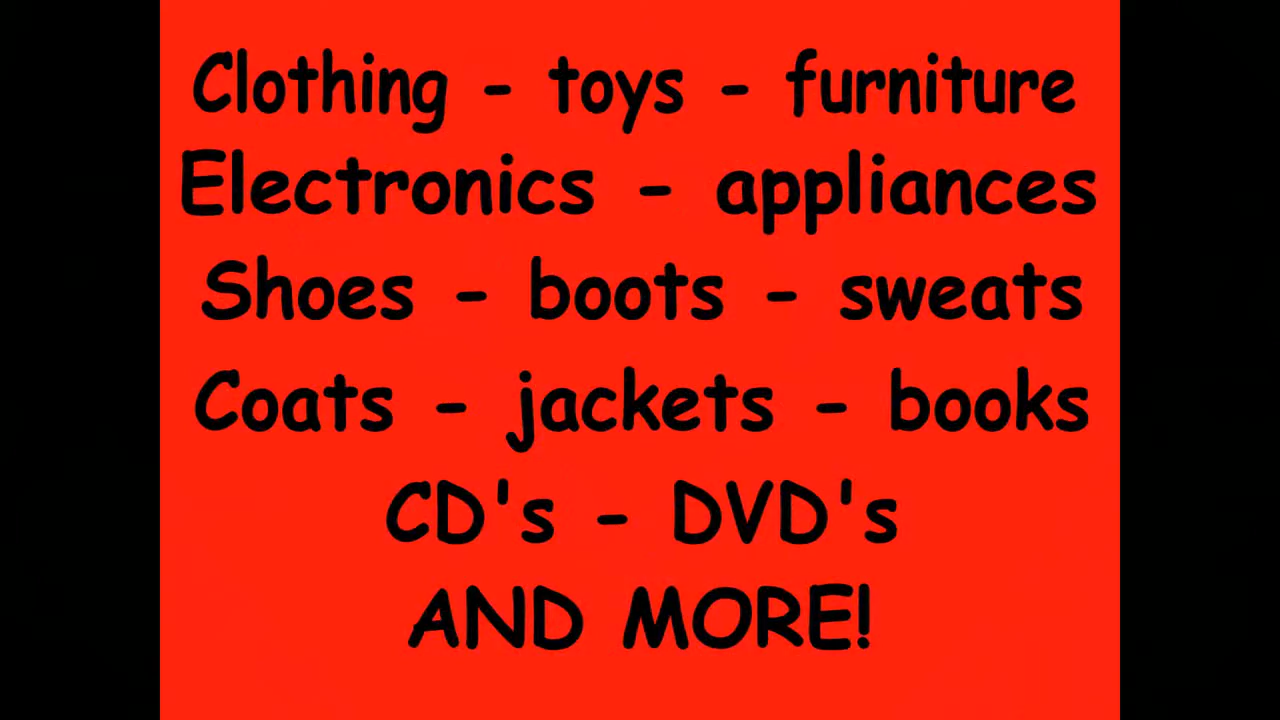 Clothing - toys - furniture
Electronics - appliances
Shoes - boots - sweats
Coats - jackets - books
CD's - DVD's
AND MORE!